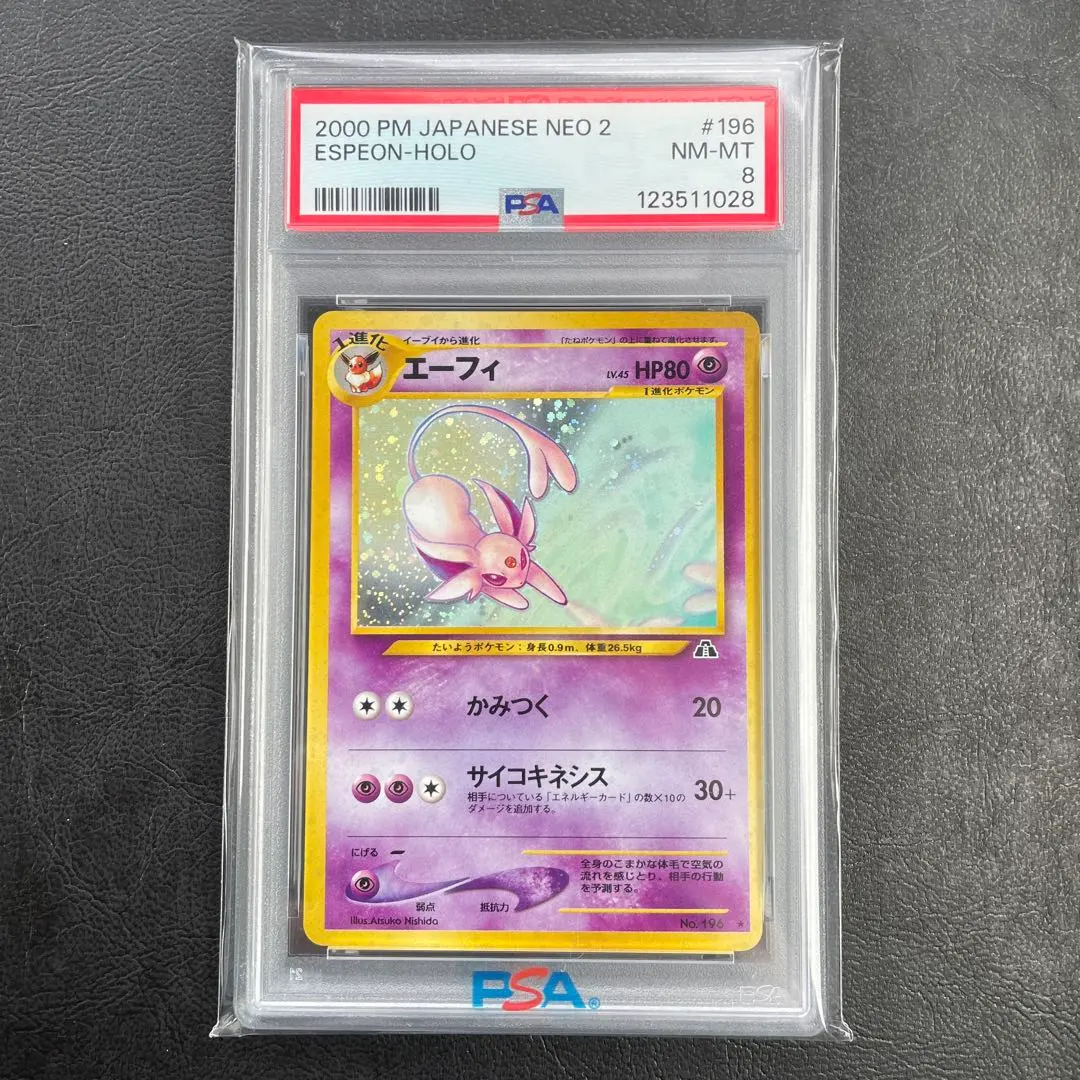 2000 PM JAPANESE NEO 2 #196
ESPEON-HOLO NM-MT
8
PSA 123511028
1進化 イーブイから進化 「たねポケモン」の上に重ねて進化させます。
エーフィ LV.45 HP80
1進化ポケモン
たいようポケモン:身長0.9m、体重26.5kg
かみつく 20
サイコキネシス 30+
相手についている「エネルギーカード」の数×10の
ダメージを追加する。
にげる
弱点 抵抗力
全身のこまかな体毛で空気の
流れを感じとり、相手の行動
を予測する。
Illus.Atsuko Nishida No. 196
PSA®
PSA